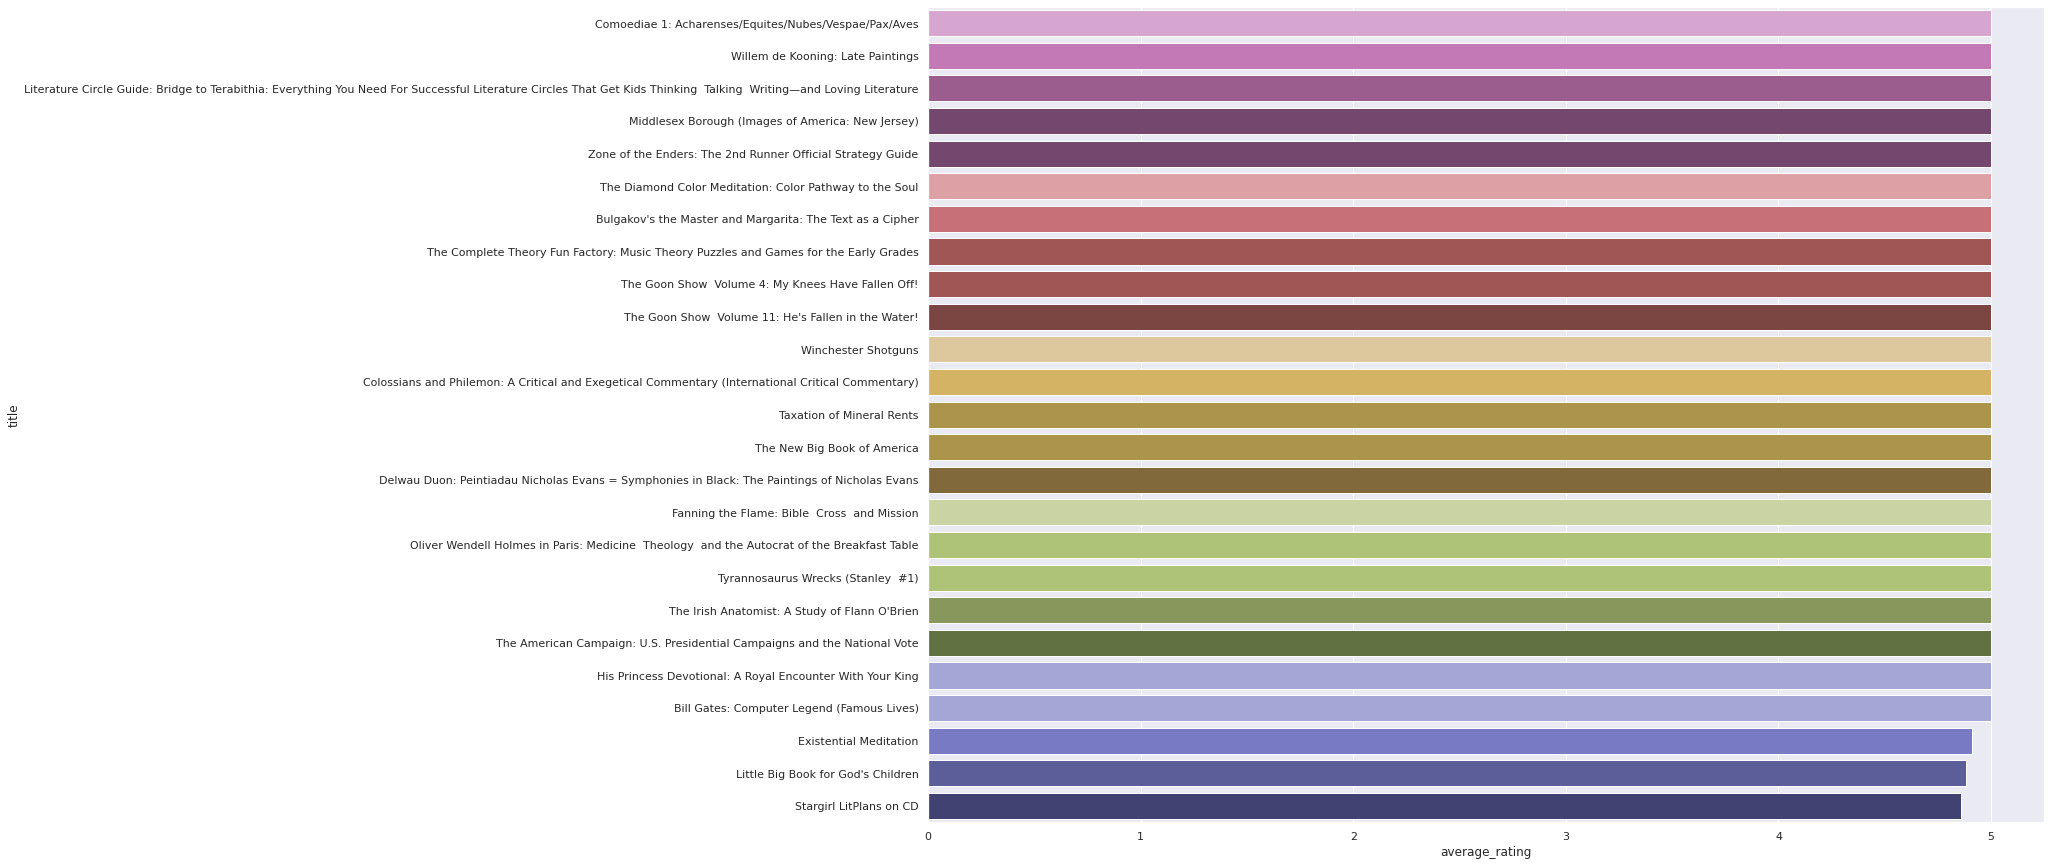 Comoediae 1: Acharenses/Equites/Nubes/Vespae/Pax/Aves
Willem de Kooning: Late Paintings
Literature Circle Guide: Bridge to Terabithia: Everything You Need For Successful Literature Circles That Get Kids Thinking  Talking  Writing—and Loving Literature
Middlesex Borough (Images of America: New Jersey)
Zone of the Enders: The 2nd Runner Official Strategy Guide
The Diamond Color Meditation: Color Pathway to the Soul
Bulgakov's the Master and Margarita: The Text as a Cipher
The Complete Theory Fun Factory: Music Theory Puzzles and Games for the Early Grades
The Goon Show  Volume 4: My Knees Have Fallen Off!
The Goon Show  Volume 11: He's Fallen in the Water!
Winchester Shotguns
Colossians and Philemon: A Critical and Exegetical Commentary (International Critical Commentary)
Taxation of Mineral Rents
The New Big Book of America
Delwau Duon: Peintiadau Nicholas Evans = Symphonies in Black: The Paintings of Nicholas Evans
Fanning the Flame: Bible  Cross  and Mission
Oliver Wendell Holmes in Paris: Medicine  Theology  and the Autocrat of the Breakfast Table
Tyrannosaurus Wrecks (Stanley  #1)
The Irish Anatomist: A Study of Flann O'Brien
The American Campaign: U.S. Presidential Campaigns and the National Vote
His Princess Devotional: A Royal Encounter With Your King
Bill Gates: Computer Legend (Famous Lives)
Existential Meditation
Little Big Book for God's Children
Stargirl LitPlans on CD
title
0 1 2 3 4 5
average_rating